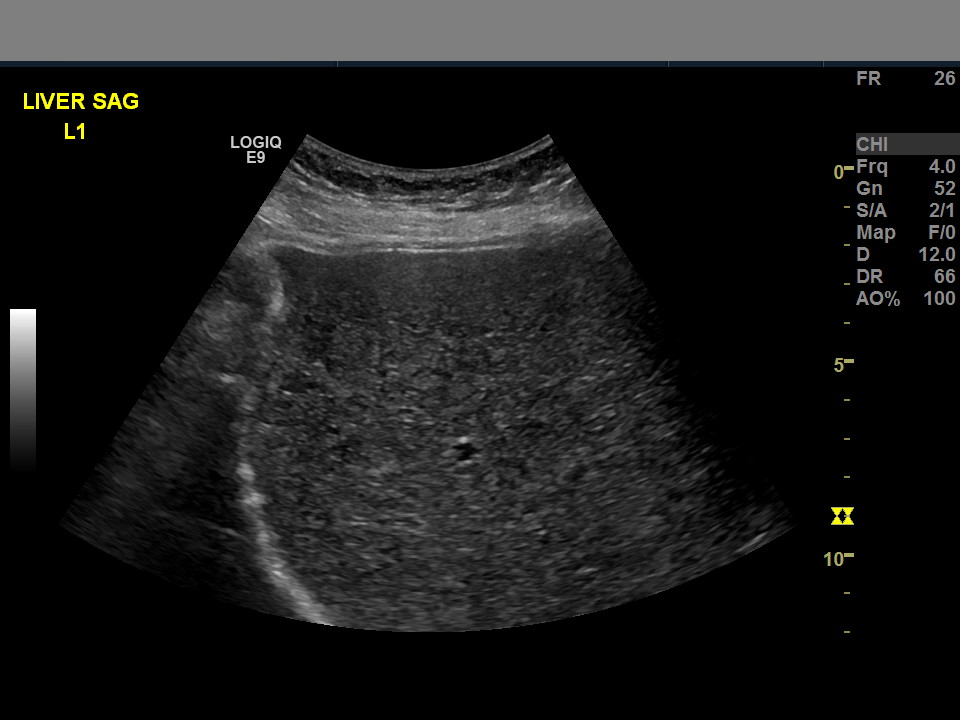 LIVER SAG
L1
LOGIQ
E9
FR 26
CHI
Frq 4.0
Gn 52
S/A 2/1
Map F/0
D 12.0
DR 66
AO% 100
0
5
10